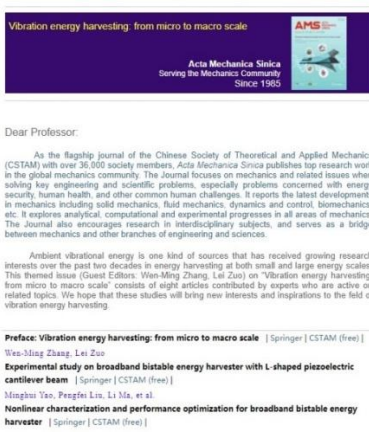 Vibration energy harvesting: from micro to macro scale
AMS
Acta Mechanica Sinica
Serving the Mechanics Community
Since 1985
Dear Professor:
As the flagship journal of the Chinese Society of Theoretical and Applied Mechanic
(CSTAM) with over 36,000 society members, Acta Mechanica Sinica publishes top research wor
in the global mechanics community. The Journal focuses on mechanics and related issues whe
solving key engineering and scientific problems, especially problems concerned with energ
security, human health, and other common human challenges. It reports the latest development
in mechanics including solid mechanics, fluid mechanics, dynamics and control, biomechanics
etc. It explores analytical, computational and experimental progresses in all areas of mechanics
The Journal also encourages research in interdisciplinary subjects, and serves as a bridg
between mechanics and other branches of engineering and sciences.
Ambient vibrational energy is one kind of sources that has received growing researc
interests over the past two decades in energy harvesting at both small and large energy scales
This themed issue (Guest Editors: Wen-Ming Zhang, Lei Zuo) on "Vibration energy harvesting
from micro to macro scale" consists of eight articles contributed by experts who are active o
related topics. We hope that these studies will bring new interests and inspirations to the field o
vibration energy harvesting.
Preface: Vibration energy harvesting: from micro to macro scale | Springer | CSTAM (free) |
Wen-Ming Zhang, Lei Zuo
Experimental study on broadband bistable energy harvester with L-shaped piezoelectric
cantilever beam | Springer | CSTAM (free) |
Minghui Yao, Pengfei Liu, Li Ma, et al.
Nonlinear characterization and performance optimization for broadband bistable energy
harvester | Springer | CSTAM (free) |